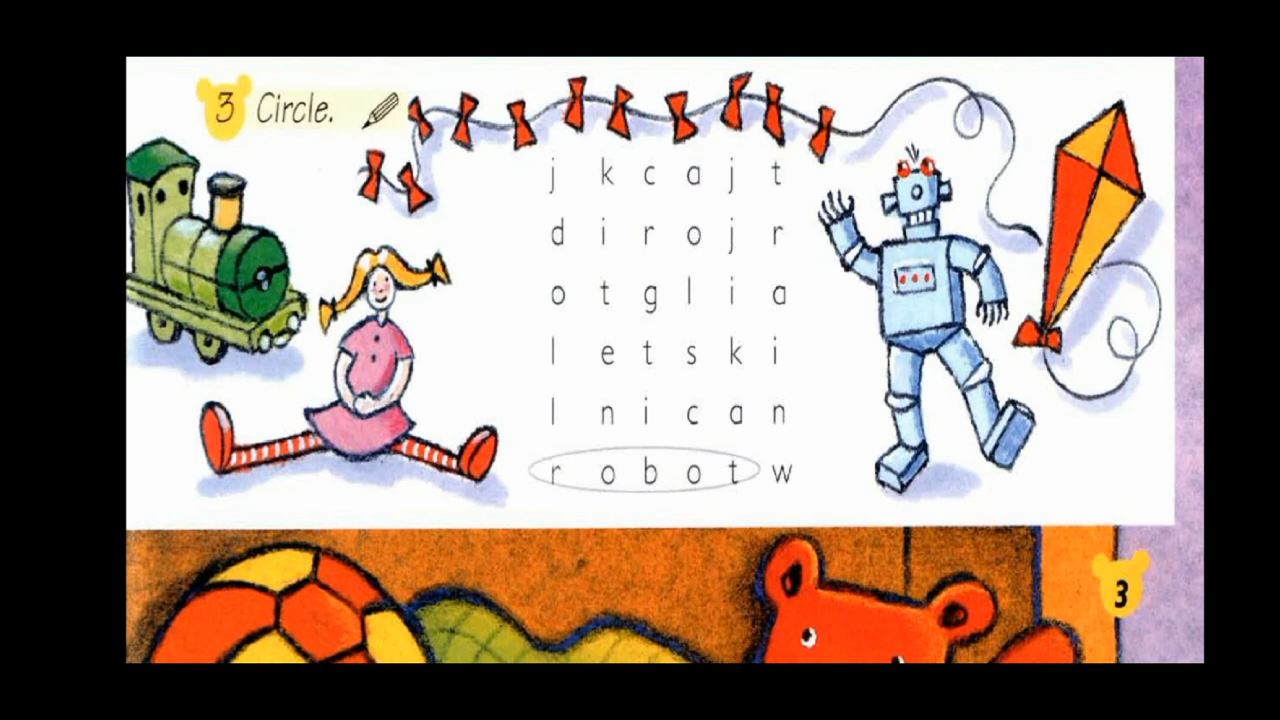 3 Circle.
j k c a j t
d i r o j r
o t g l i a
l e t s k i
l n i c a n
r o b o t w
3